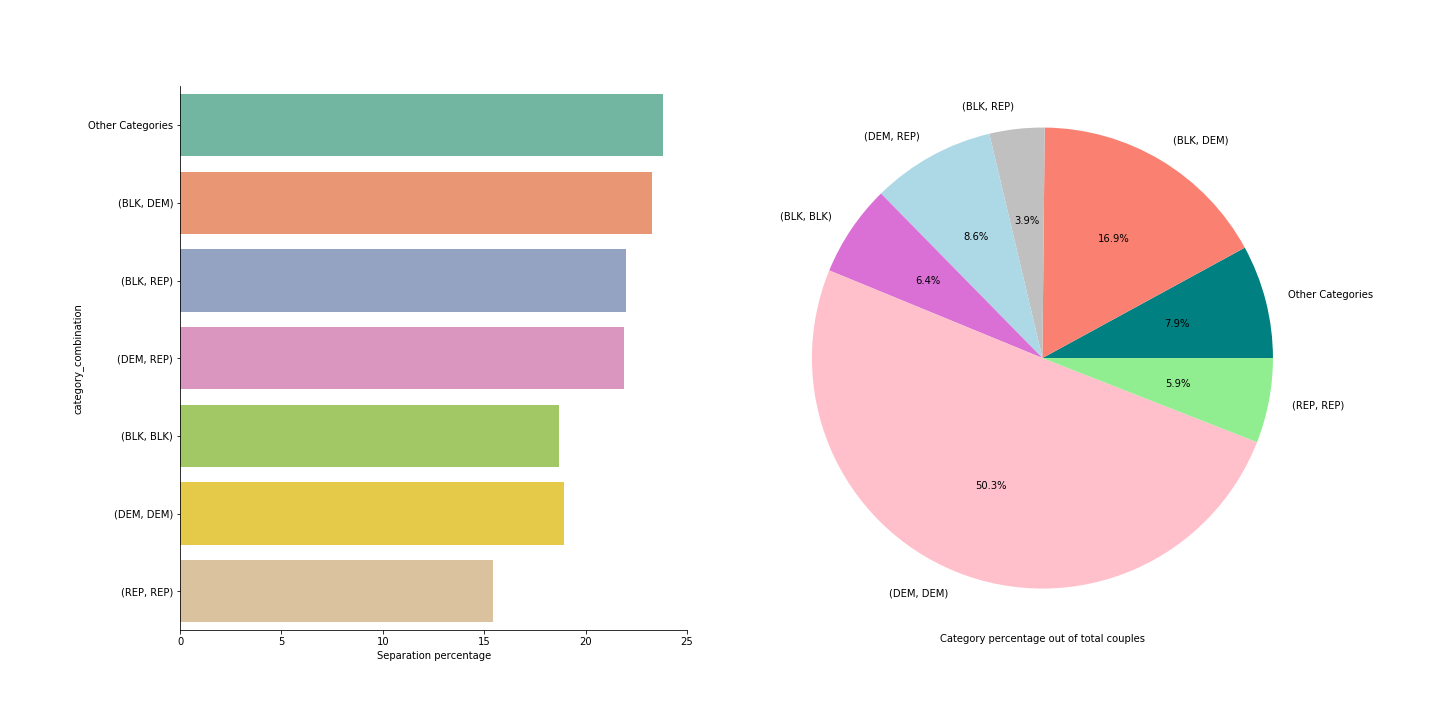 category_combination
Other Categories
(BLK, DEM)
(BLK, REP)
(DEM, REP)
(BLK, BLK)
(DEM, DEM)
(REP, REP)
0 5 10 15 20 25
Separation percentage
(BLK, REP)
(DEM, REP)
(BLK, DEM)
(BLK, BLK)
3.9%
8.6%
16.9%
6.4%
Other Categories
7.9%
5.9%
(REP, REP)
50.3%
(DEM, DEM)
Category percentage out of total couples